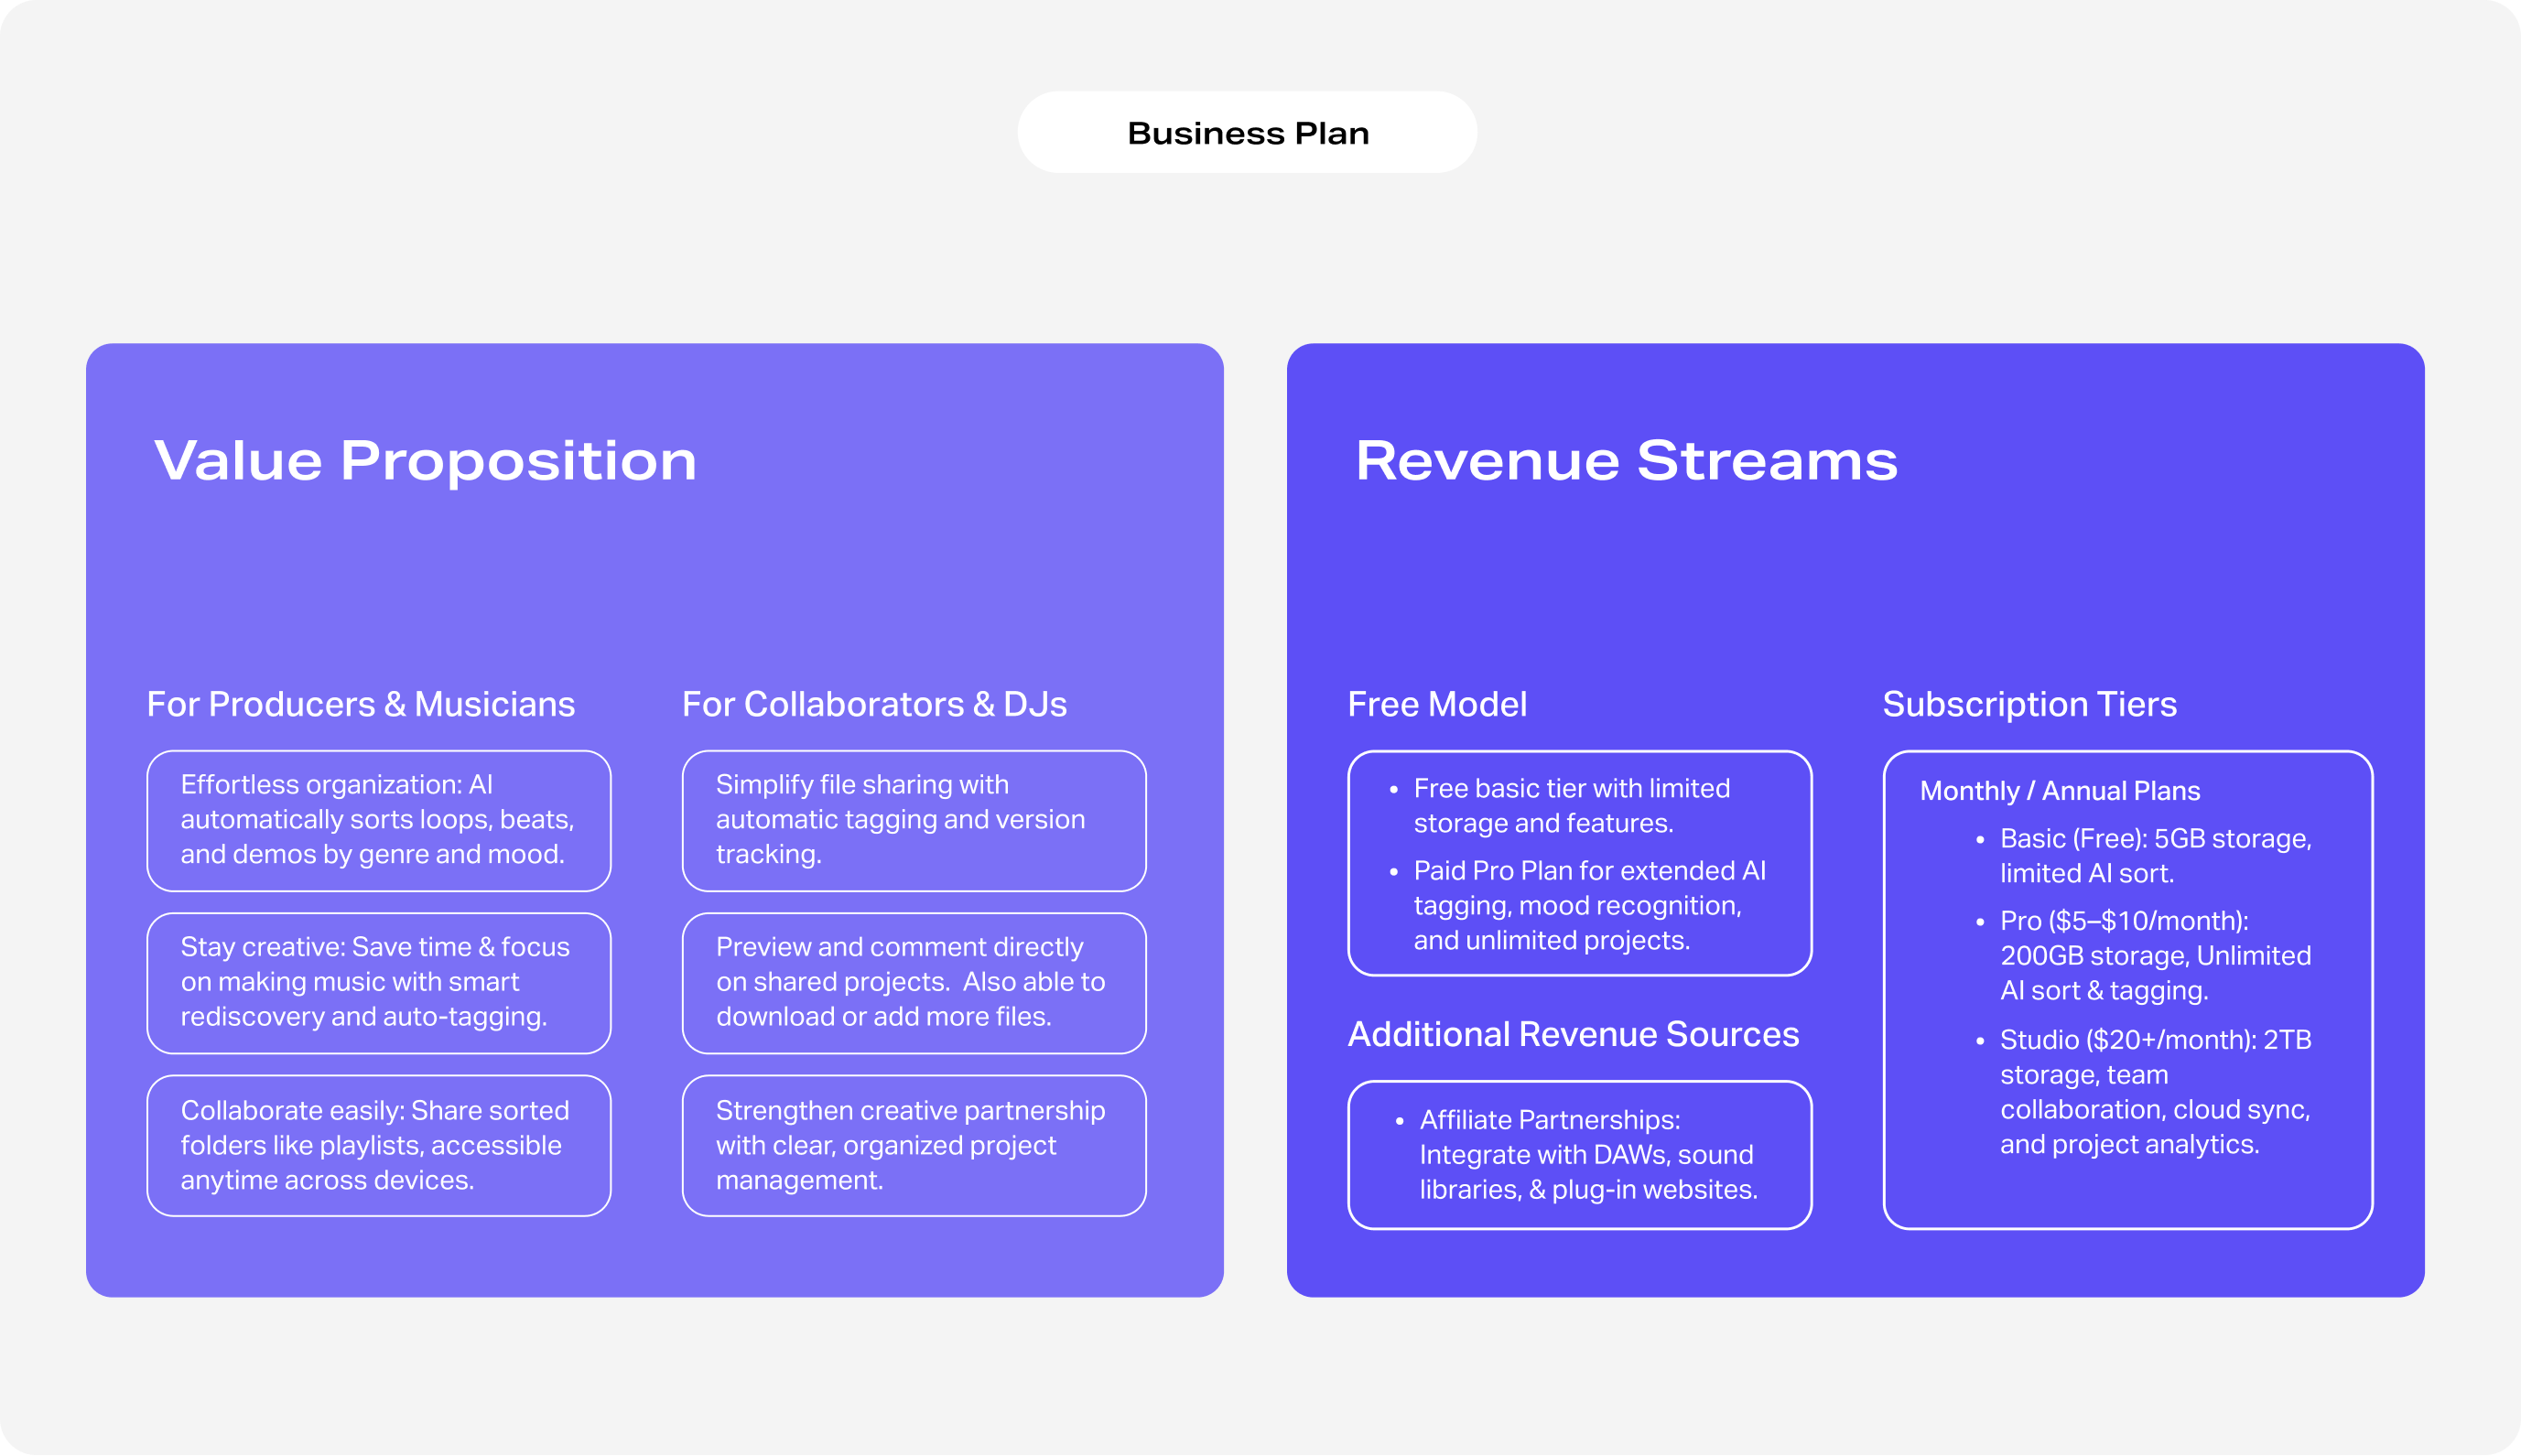 Business Plan
Value Proposition
For Producers & Musicians
Effortless organization: AI
automatically sorts loops, beats,
and demos by genre and mood.
Stay creative: Save time & focus
on making music with smart
rediscovery and auto-tagging.
Collaborate easily: Share sorted
folders like playlists, accessible
anytime across devices.
For Collaborators & DJs
Simplify file sharing with
automatic tagging and version
tracking.
Preview and comment directly
on shared projects.  Also able to
download or add more files.
Strengthen creative partnership
with clear, organized project
management.
Revenue Streams
Free Model
• Free basic tier with limited
storage and features.
• Paid Pro Plan for extended AI
tagging, mood recognition,
and unlimited projects.
Additional Revenue Sources
• Affiliate Partnerships:
Integrate with DAWs, sound
libraries, & plug-in websites.
Subscription Tiers
Monthly / Annual Plans
• Basic (Free): 5GB storage,
limited AI sort.
• Pro ($5–$10/month):
200GB storage, Unlimited
AI sort & tagging.
• Studio ($20+/month): 2TB
storage, team
collaboration, cloud sync,
and project analytics.